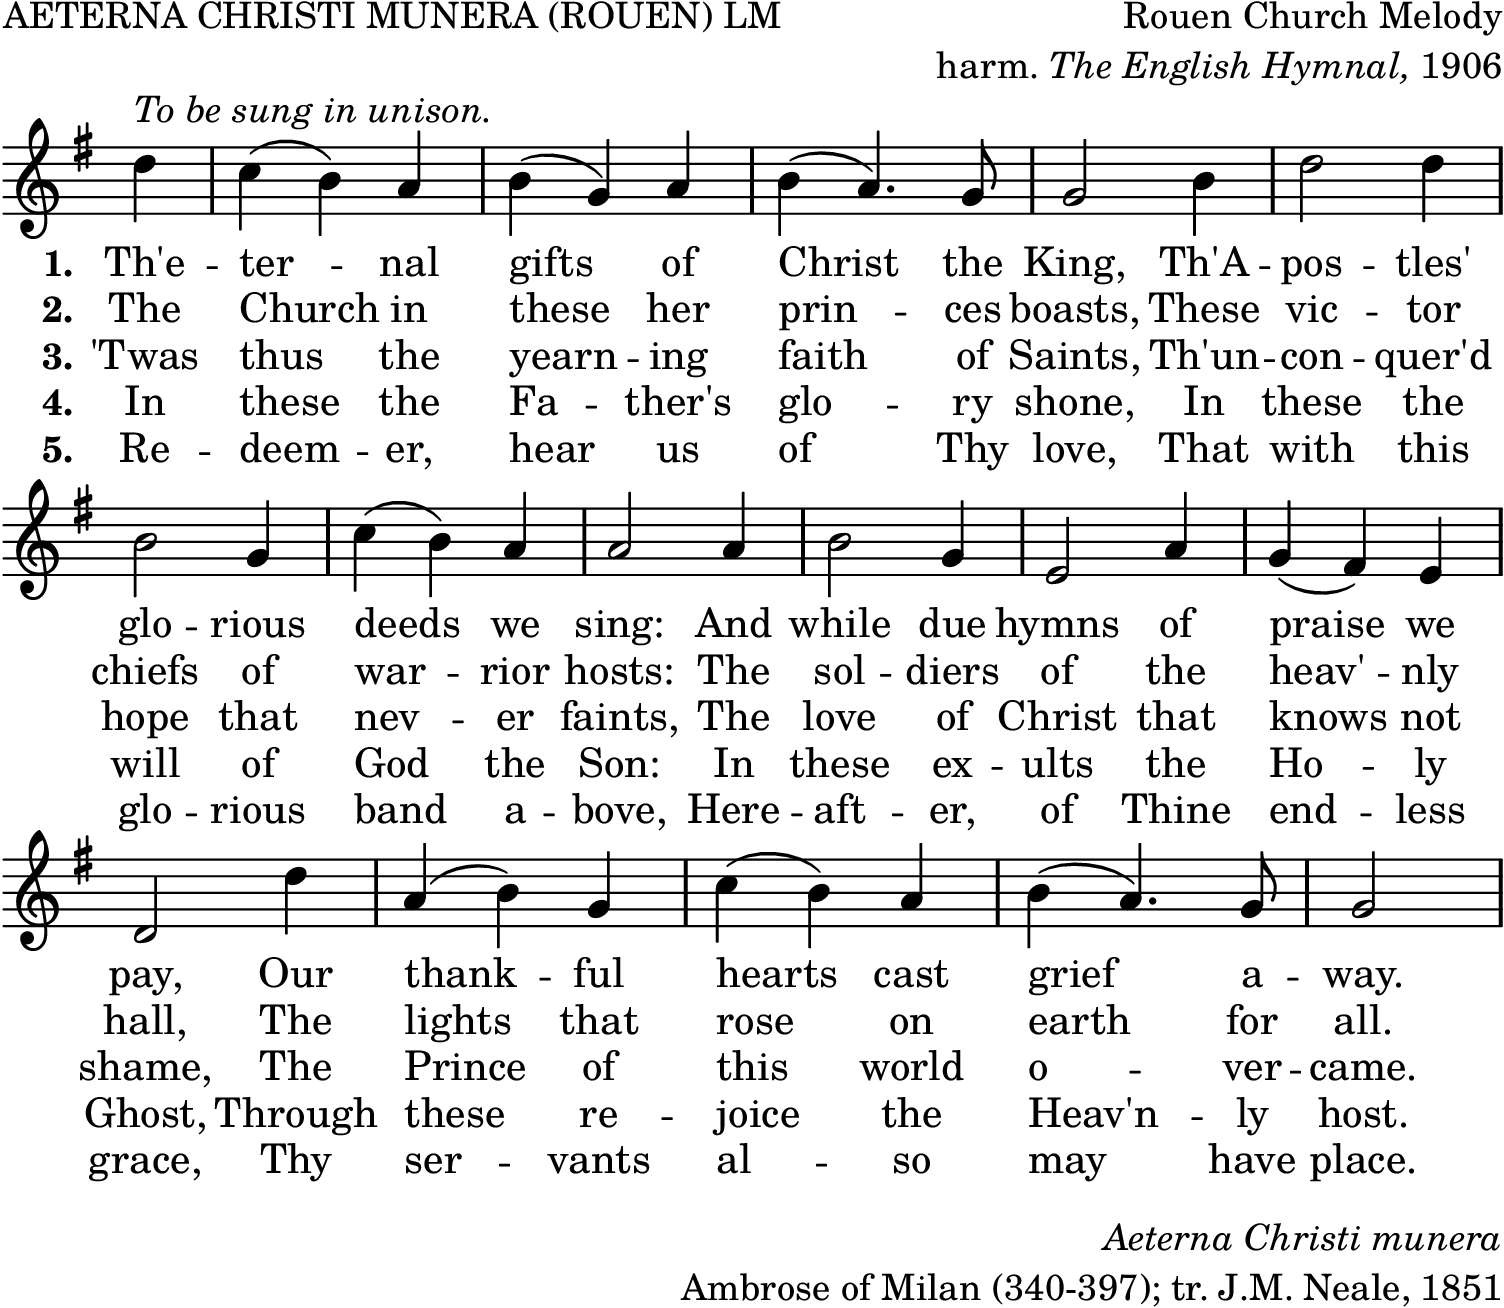 AETERNA CHRISTI MUNERA (ROUEN) LM Rouen Church Melody
harm. The English Hymnal, 1906
To be sung in unison.
1. Th'e -- ter -- nal gifts of Christ the King, Th'A -- pos -- tles'
2. The Church in these her prin -- ces boasts, These vic -- tor
3. 'Twas thus the yearn -- ing faith of Saints, Th'un -- con -- quer'd
4. In these the Fa -- ther's glo -- ry shone, In these the
5. Re -- deem -- er, hear us of Thy love, That with this
glo -- rious deeds we sing: And while due hymns of praise we
chiefs of war -- rior hosts: The sol -- diers of the heav' -- nly
hope that nev -- er faints, The love of Christ that knows not
will of God the Son: In these ex -- ults the Ho -- ly
glo -- rious band a -- bove, Here -- aft -- er, of Thine end -- less
pay, Our thank -- ful hearts cast grief a -- way.
hall, The lights that rose on earth for all.
shame, The Prince of this world o -- ver -- came.
Ghost, Through these re -- joice the Heav'n -- ly host.
grace, Thy ser -- vants al -- so may have place.
Aeterna Christi munera
Ambrose of Milan (340-397); tr. J.M. Neale, 1851